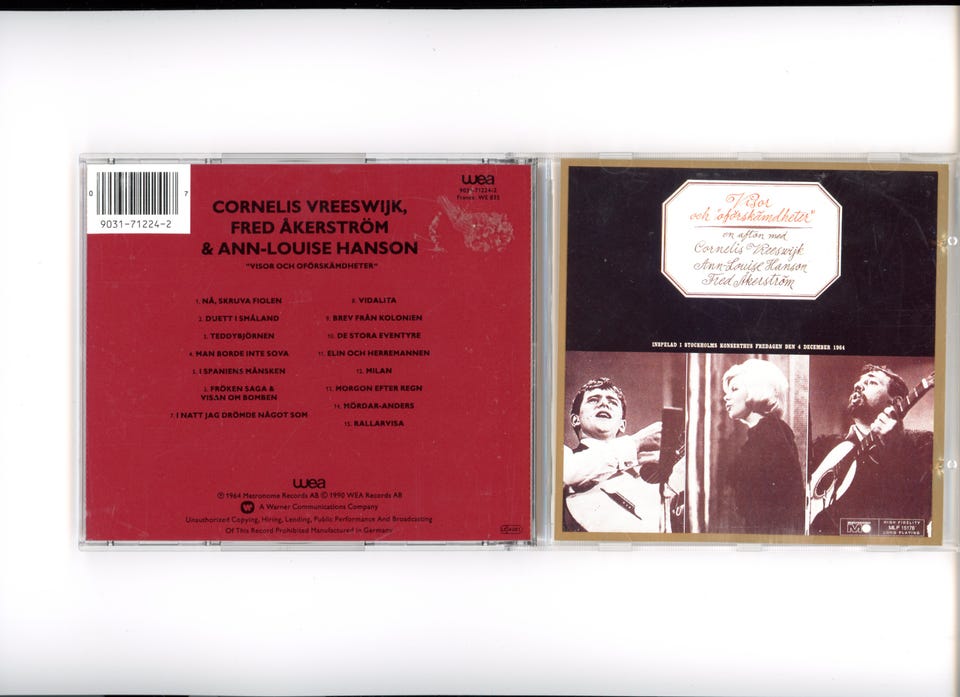 0
7
9031-71224-2
wea
9031-71224-2
France: WE 835
CORNELIS VREESWIJK,
FRED ÅKERSTRÖM
& ANN-LOUISE HANSON
"VISOR OCH OFÖRSKÄMDHETER"
1. NÅ, SKRUVA FIOLEN
2. DUETT I SMÅLAND
3. TEDDYBJÖRNEN
4. MAN BORDE INTE SOVA
5. I SPANIENS MÅNSKEN
5. FRÖKEN SAGA &
VISAN OM BOMBEN
7. I NATT JAG DRÖMDE NÅGOT SOM
8. VIDALITA
9. BREV FRÅN KOLONIEN
10. DE STORA EVENTYRE
11. ELIN OCH HERREMANNEN
12. MILAN
13. MORGON EFTER REGN
14. MÖRDAR-ANDERS
15. RALLARVISA
wea
℗ 1964 Metronome Records AB © 1990 WEA Records AB
A Warner Communications Company
Unauthorized Copying, Hiring, Lending, Public Performance And Broadcasting
Of This Record Prohibited Manufactured In Germany
Visor
och "oförskämdheter"
en afton med
Cornelis Vreeswijk
Ann-Louise Hanson
Fred Åkerström
INSPELAD I STOCKHOLMS KONSERTHUS FREDAGEN DEN 4 DECEMBER 1964
HIGH FIDELITY
MLP 15178
LONG PLAYING